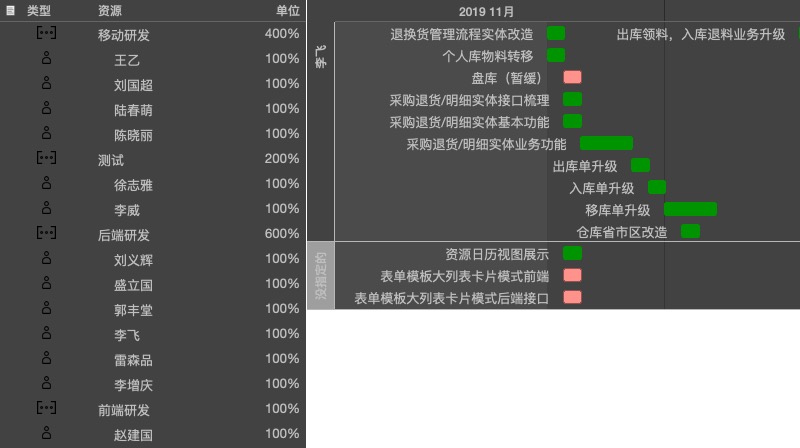 类型 资源 单位
移动研发 400%
王乙 100%
刘国超 100%
陆春萌 100%
陈晓丽 100%
测试 200%
徐志雅 100%
李威 100%
后端研发 600%
刘义辉 100%
盛立国 100%
郭丰堂 100%
李飞 100%
雷森品 100%
李增庆 100%
前端研发 100%
赵建国 100%
2019 11月
李飞
退换货管理流程实体改造 出库领料，入库退料业务升级
个人库物料转移
盘库（暂缓）
采购退货/明细实体接口梳理
采购退货/明细实体基本功能
采购退货/明细实体业务功能
出库单升级
入库单升级
移库单升级
仓库省市区改造
没指定的
资源日历视图展示
表单模板大列表卡片模式前端
表单模板大列表卡片模式后端接口